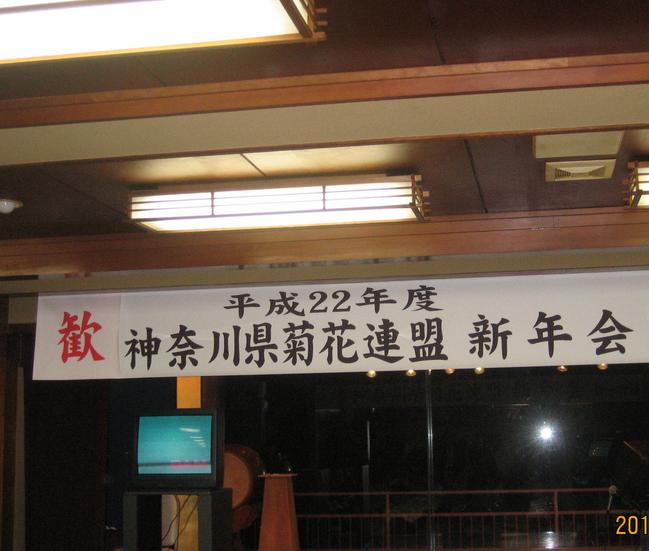 歓
平成22年度
神奈川県菊花連盟 新年会
201